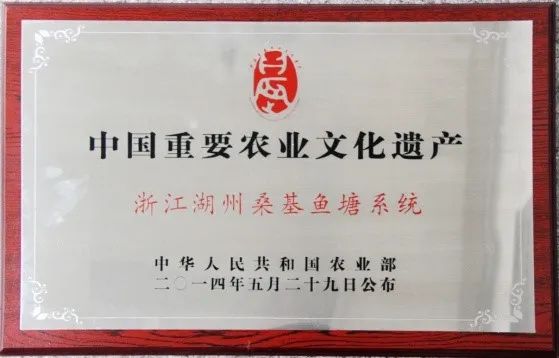 中国重要农业文化遗产
浙江湖州桑基鱼塘系统
中华人民共和国农业部
二〇一四年五月二十九日公布